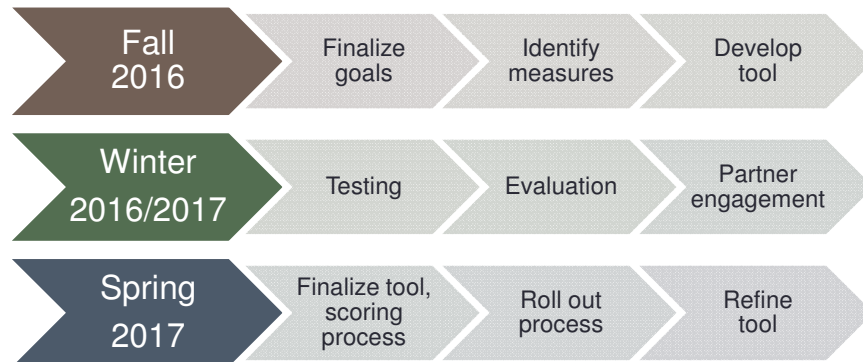 Fall
2016
Finalize
goals
Identify
measures
Develop
tool
Winter
2016/2017
Testing
Evaluation
Partner
engagement
Spring
2017
Finalize tool,
scoring
process
Roll out
process
Refine
tool